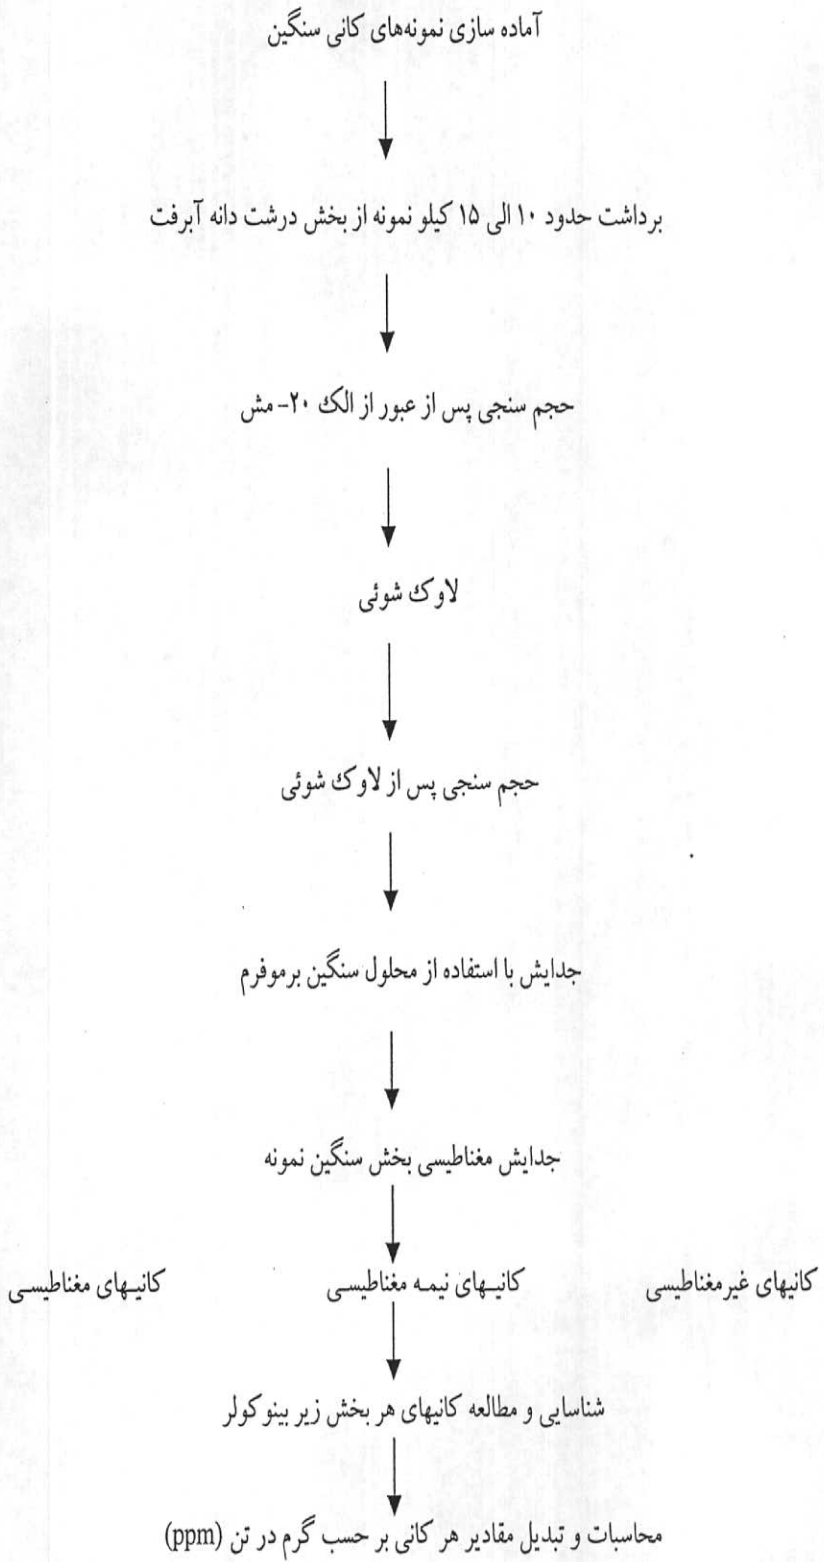 آماده سازی نمونه‌های کانی سنگین
برداشت حدود ۱۰ الی ۱۵ کیلو نمونه از بخش درشت دانه آبرفت
حجم سنجی پس از عبور از الک ۲۰- مش
لاوک شوئی
حجم سنجی پس از لاوک شوئی
جدایش با استفاده از محلول سنگین برموفرم
جدایش مغناطیسی بخش سنگین نمونه
کانیهای غیرمغناطیسی کانیهای نیمه مغناطیسی کانیهای مغناطیسی
شناسایی و مطالعه کانیهای هر بخش زیر بینوکولر
محاسبات و تبدیل مقادیر هر کانی بر حسب گرم در تن (ppm)